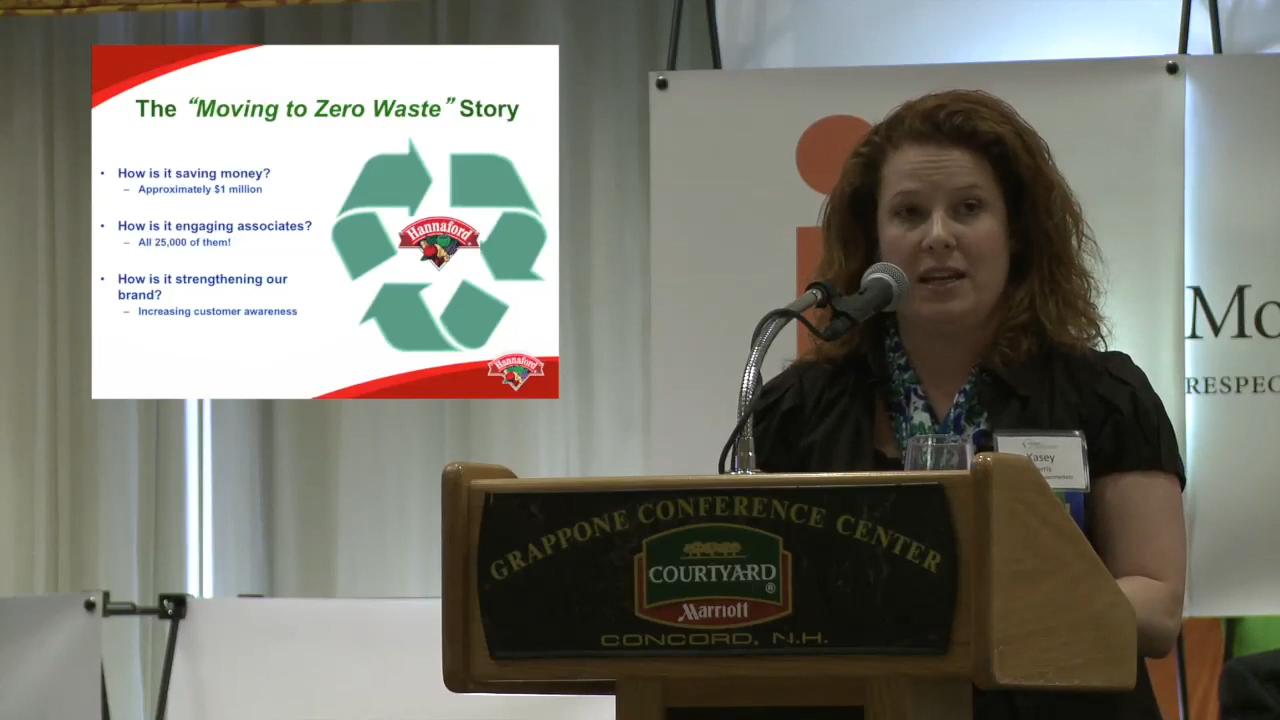 The “Moving to Zero Waste” Story
• How is it saving money?
– Approximately $1 million
• How is it engaging associates?
– All 25,000 of them!
• How is it strengthening our
brand?
– Increasing customer awareness
Hannaford
Hannaford
i
Mo
RESPEC
Kasey
GRAPPONE CONFERENCE CENTER
COURTYARD®
Marriott
CONCORD, N.H.